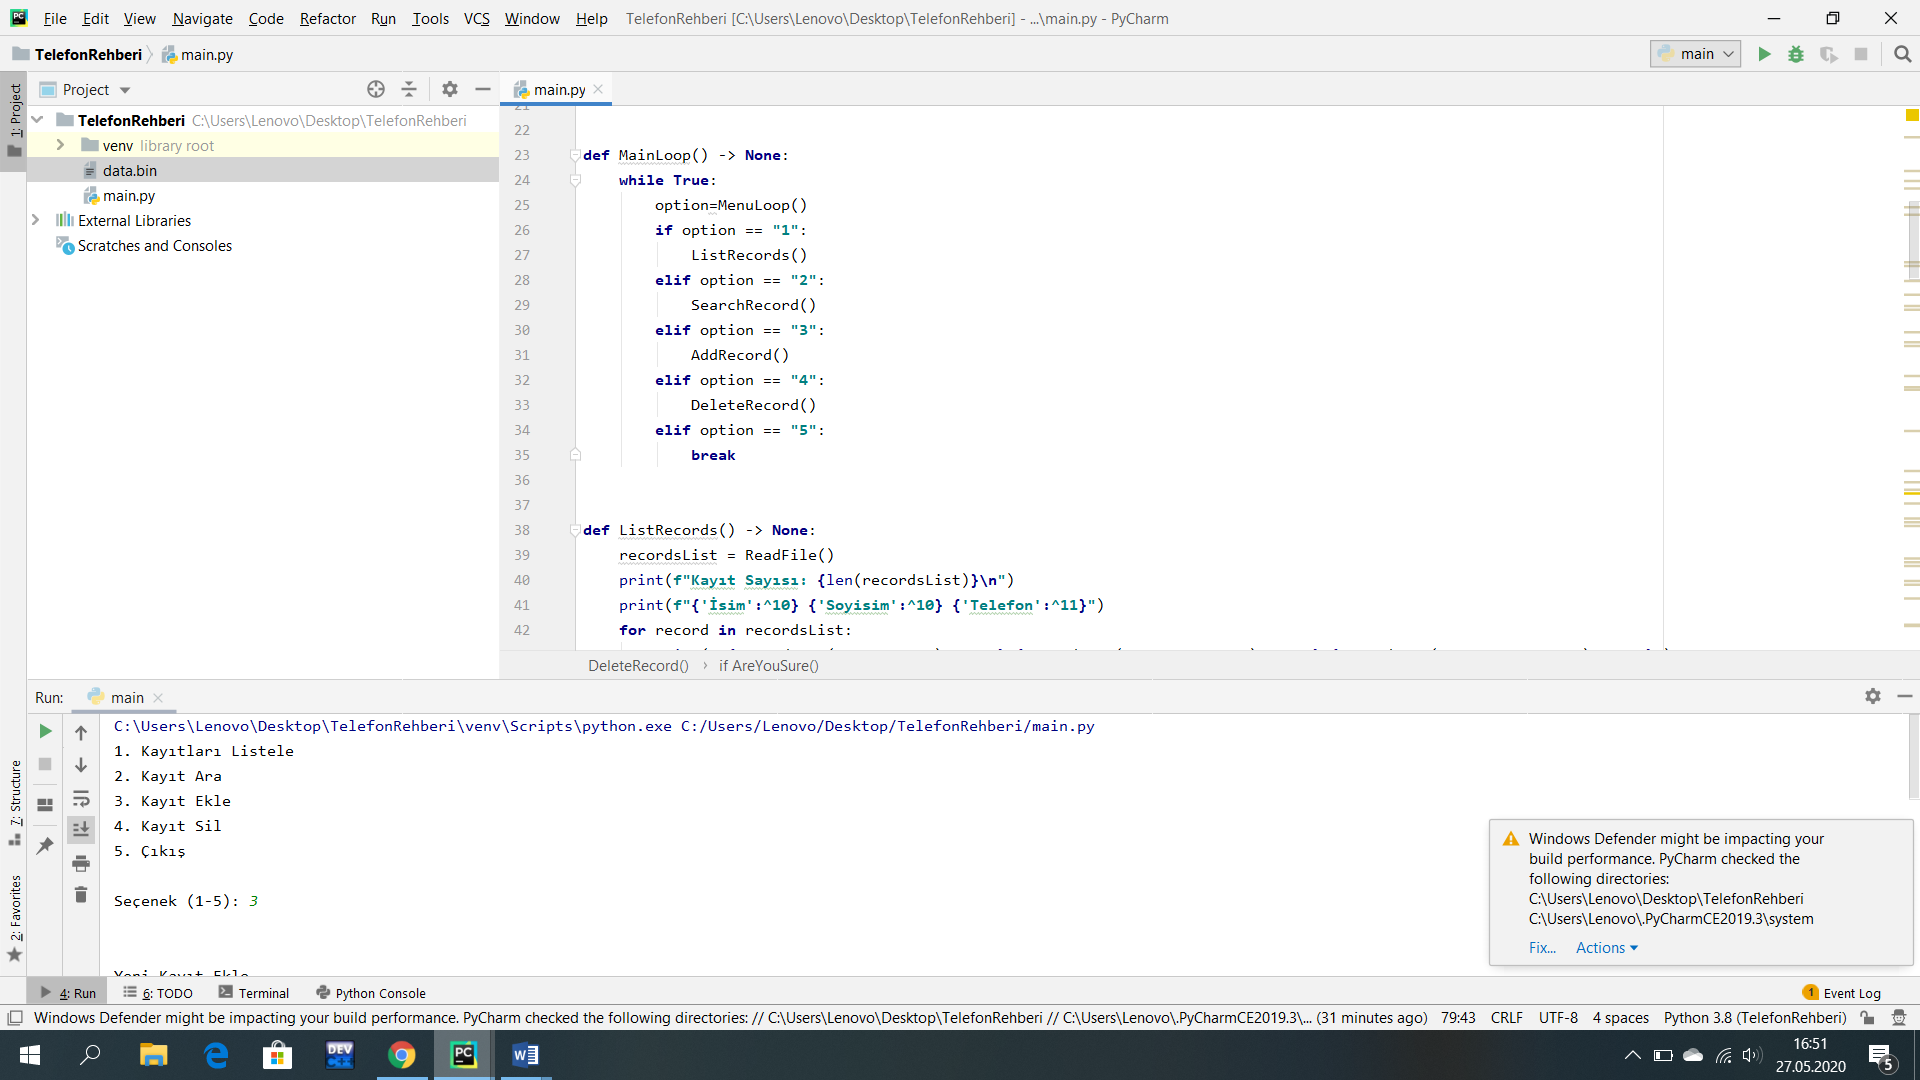 File Edit View Navigate Code Refactor Run Tools VCS Window Help TelefonRehberi [C:\Users\Lenovo\Desktop\TelefonRehberi] - ...\main.py - PyCharm
TelefonRehberi main.py
main
1: Project
Project
TelefonRehberi C:\Users\Lenovo\Desktop\TelefonRehberi
venv library root
data.bin
main.py
External Libraries
Scratches and Consoles
main.py
21
22
23 def MainLoop() -> None:
24 while True:
25 option=MenuLoop()
26 if option == "1":
27 ListRecords()
28 elif option == "2":
29 SearchRecord()
30 elif option == "3":
31 AddRecord()
32 elif option == "4":
33 DeleteRecord()
34 elif option == "5":
35 break
36
37
38 def ListRecords() -> None:
39 recordsList = ReadFile()
40 print(f"Kayıt Sayısı: {len(recordsList)}\n")
41 print(f"{'İsim':^10} {'Soyisim':^10} {'Telefon':^11}")
42 for record in recordsList:
DeleteRecord() › if AreYouSure()
Run: main
C:\Users\Lenovo\Desktop\TelefonRehberi\venv\Scripts\python.exe C:/Users/Lenovo/Desktop/TelefonRehberi/main.py
1. Kayıtları Listele
2. Kayıt Ara
3. Kayıt Ekle
4. Kayıt Sil
5. Çıkış
Seçenek (1-5): 3
Yeni Kayıt Ekle
7: Structure
2: Favorites
Windows Defender might be impacting your
build performance. PyCharm checked the
following directories:
C:\Users\Lenovo\Desktop\TelefonRehberi
C:\Users\Lenovo\.PyCharmCE2019.3\system
Fix... Actions
4: Run 6: TODO Terminal Python Console 1 Event Log
Windows Defender might be impacting your build performance. PyCharm checked the following directories: // C:\Users\Lenovo\Desktop\TelefonRehberi // C:\Users\Lenovo\.PyCharmCE2019.3\... (31 minutes ago) 79:43 CRLF UTF-8 4 spaces Python 3.8 (TelefonRehberi)
DEV C++ PC W
16:51
27.05.2020
5